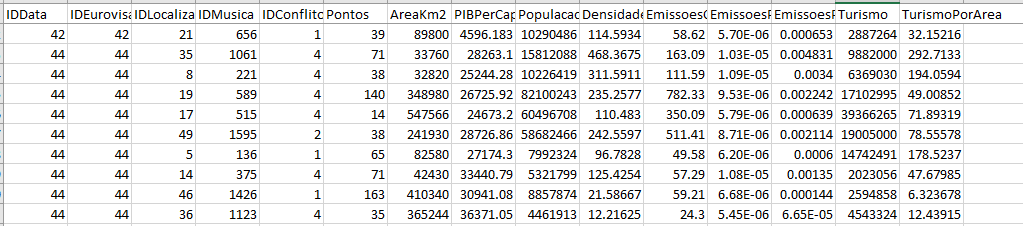 IDData IDEurovisa IDLocaliza IDMusica IDConflito Pontos AreaKm2 PIBPerCap Populacac Densidade EmissoesC EmissoesP EmissoesP Turismo TurismoPorArea
42 42 21 656 1 39 89800 4596.183 10290486 114.5934 58.62 5.70E-06 0.000653 2887264 32.15216
44 44 35 1061 4 71 33760 28263.1 15812088 468.3675 163.09 1.03E-05 0.004831 9882000 292.7133
44 44 8 221 4 38 32820 25244.28 10226419 311.5911 111.59 1.09E-05 0.0034 6369030 194.0594
44 44 19 589 4 140 348980 26725.92 82100243 235.2577 782.33 9.53E-06 0.002242 17102995 49.00852
44 44 17 515 4 14 547566 24673.2 60496708 110.483 350.09 5.79E-06 0.000639 39366265 71.89319
44 44 49 1595 2 38 241930 28726.86 58682466 242.5597 511.41 8.71E-06 0.002114 19005000 78.55578
44 44 5 136 1 65 82580 27174.3 7992324 96.7828 49.58 6.20E-06 0.0006 14742491 178.5237
44 44 14 375 4 71 42430 33440.79 5321799 125.4254 57.29 1.08E-05 0.00135 2023056 47.67985
44 44 46 1426 1 163 410340 30941.08 8857874 21.58667 59.21 6.68E-06 0.000144 2594858 6.323678
44 44 36 1123 4 35 365244 36371.05 4461913 12.21625 24.3 5.45E-06 6.65E-05 4543324 12.43915